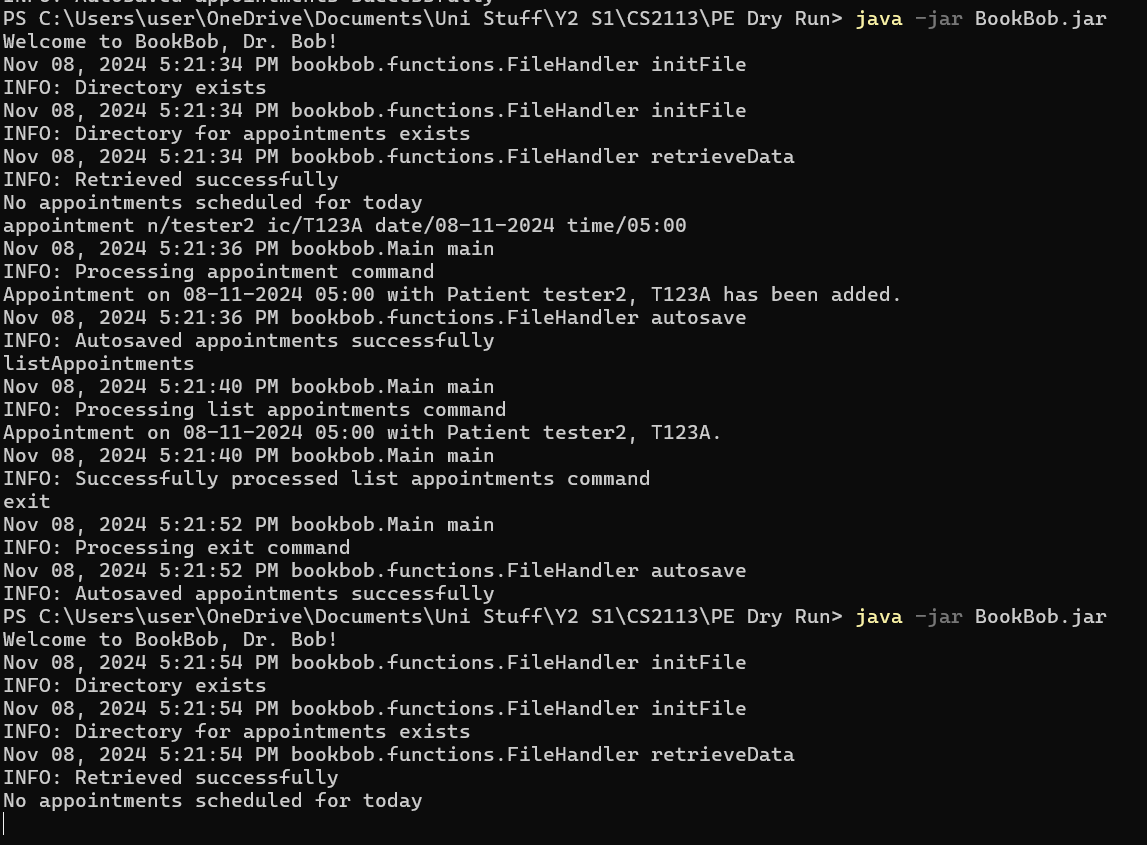 INFO: Autosaved appointments successfully
PS C:\Users\user\OneDrive\Documents\Uni Stuff\Y2 S1\CS2113\PE Dry Run> java -jar BookBob.jar
Welcome to BookBob, Dr. Bob!
Nov 08, 2024 5:21:34 PM bookbob.functions.FileHandler initFile
INFO: Directory exists
Nov 08, 2024 5:21:34 PM bookbob.functions.FileHandler initFile
INFO: Directory for appointments exists
Nov 08, 2024 5:21:34 PM bookbob.functions.FileHandler retrieveData
INFO: Retrieved successfully
No appointments scheduled for today
appointment n/tester2 ic/T123A date/08-11-2024 time/05:00
Nov 08, 2024 5:21:36 PM bookbob.Main main
INFO: Processing appointment command
Appointment on 08-11-2024 05:00 with Patient tester2, T123A has been added.
Nov 08, 2024 5:21:36 PM bookbob.functions.FileHandler autosave
INFO: Autosaved appointments successfully
listAppointments
Nov 08, 2024 5:21:40 PM bookbob.Main main
INFO: Processing list appointments command
Appointment on 08-11-2024 05:00 with Patient tester2, T123A.
Nov 08, 2024 5:21:40 PM bookbob.Main main
INFO: Successfully processed list appointments command
exit
Nov 08, 2024 5:21:52 PM bookbob.Main main
INFO: Processing exit command
Nov 08, 2024 5:21:52 PM bookbob.functions.FileHandler autosave
INFO: Autosaved appointments successfully
PS C:\Users\user\OneDrive\Documents\Uni Stuff\Y2 S1\CS2113\PE Dry Run> java -jar BookBob.jar
Welcome to BookBob, Dr. Bob!
Nov 08, 2024 5:21:54 PM bookbob.functions.FileHandler initFile
INFO: Directory exists
Nov 08, 2024 5:21:54 PM bookbob.functions.FileHandler initFile
INFO: Directory for appointments exists
Nov 08, 2024 5:21:54 PM bookbob.functions.FileHandler retrieveData
INFO: Retrieved successfully
No appointments scheduled for today